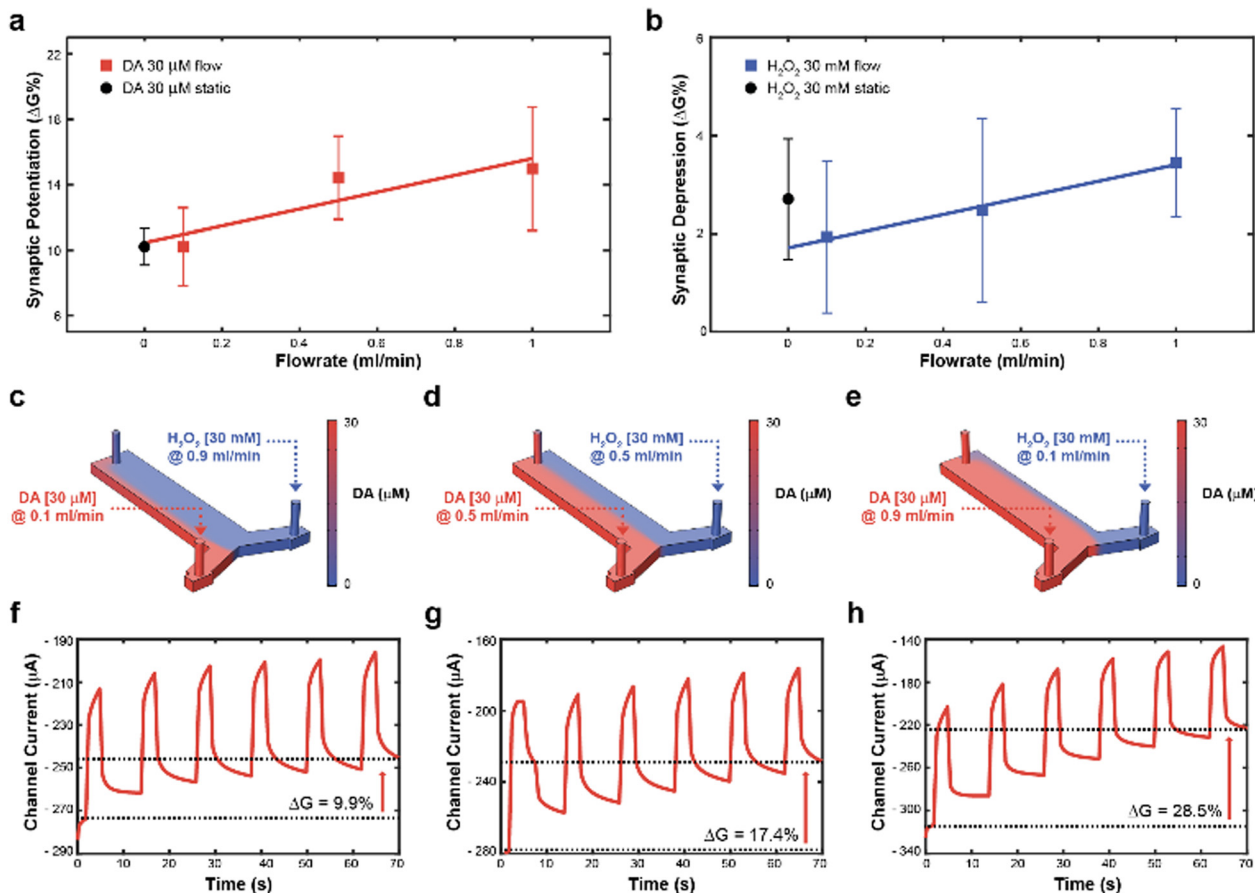 a
22
18
14
10
6
Synaptic Potentiation (ΔG%)
DA 30 μM flow
DA 30 μM static
0
0.2
0.4
0.6
0.8
1
Flowrate (ml/min)
b
6
4
2
0
Synaptic Depression (ΔG%)
H₂O₂ 30 mM flow
H₂O₂ 30 mM static
0
0.2
0.4
0.6
0.8
1
Flowrate (ml/min)
c
H₂O₂ [30 mM]
@ 0.9 ml/min
DA [30 μM]
@ 0.1 ml/min
30
DA (μM)
0
d
H₂O₂ [30 mM]
@ 0.5 ml/min
DA [30 μM]
@ 0.5 ml/min
30
DA (μM)
0
e
H₂O₂ [30 mM]
@ 0.1 ml/min
DA [30 μM]
@ 0.9 ml/min
30
DA (μM)
0
f
- 190
- 210
- 230
- 250
- 270
- 290
Channel Current (μA)
ΔG = 9.9%
0
10
20
30
40
50
60
70
Time (s)
g
- 160
- 200
- 240
- 280
Channel Current (μA)
ΔG = 17.4%
0
10
20
30
40
50
60
70
Time (s)
h
- 140
- 180
- 220
- 260
- 300
- 340
Channel Current (μA)
ΔG = 28.5%
0
10
20
30
40
50
60
70
Time (s)